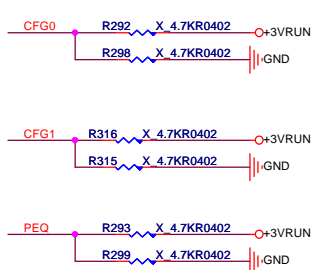 CFG0 R292 X_4.7KR0402 +3VRUN
R298 X_4.7KR0402 GND
CFG1 R316 X_4.7KR0402 +3VRUN
R315 X_4.7KR0402 GND
PEQ R293 X_4.7KR0402 +3VRUN
R299 X_4.7KR0402 GND